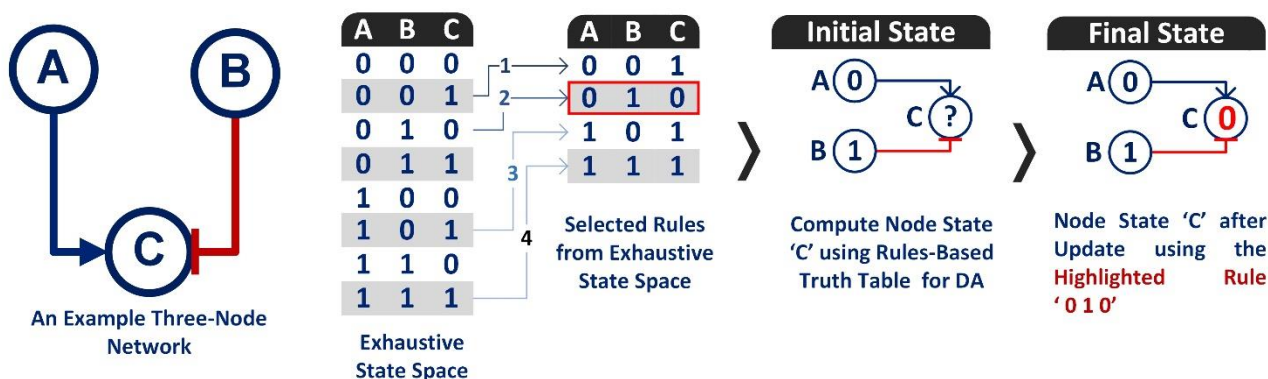 A
B
C
An Example Three-Node
Network
A B C
0 0 0
0 0 1
0 1 0
0 1 1
1 0 0
1 0 1
1 1 0
1 1 1
Exhaustive
State Space
1
2
3
4
A B C
0 0 1
0 1 0
1 0 1
1 1 1
Selected Rules
from Exhaustive
State Space
Initial State
A 0
C ?
B 1
Compute Node State
‘C’ using Rules-Based
Truth Table for DA
Final State
A 0
C 0
B 1
Node State ‘C’ after
Update using the
Highlighted Rule
‘ 0 1 0’